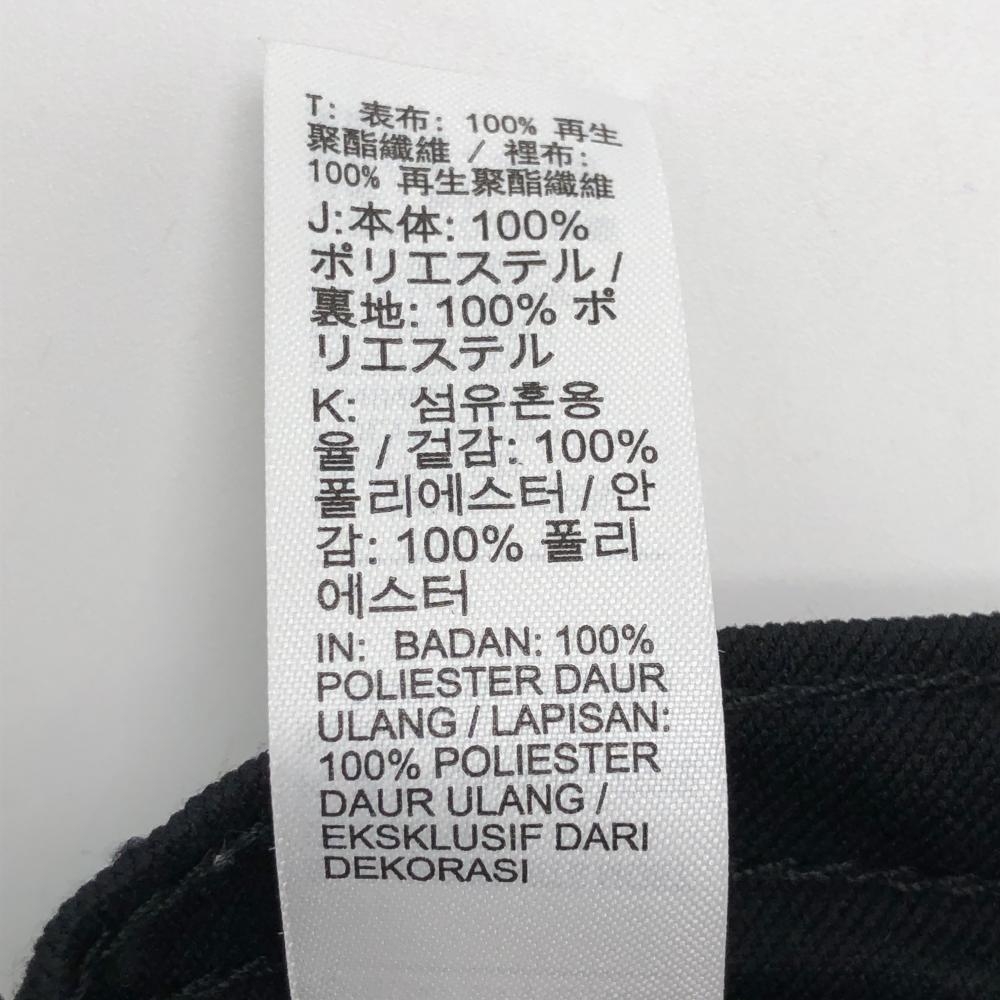 T: 表布: 100% 再生
聚酯纖維 / 裡布:
100% 再生聚酯纖維
J:本体: 100%
ポリエステル /
裏地: 100% ポ
リエステル
K: 섬유혼용
율 / 겉감: 100%
폴리에스터 / 안
감: 100% 폴리
에스터
IN: BADAN: 100%
POLIESTER DAUR
ULANG / LAPISAN:
100% POLIESTER
DAUR ULANG /
EKSKLUSIF DARI
DEKORASI